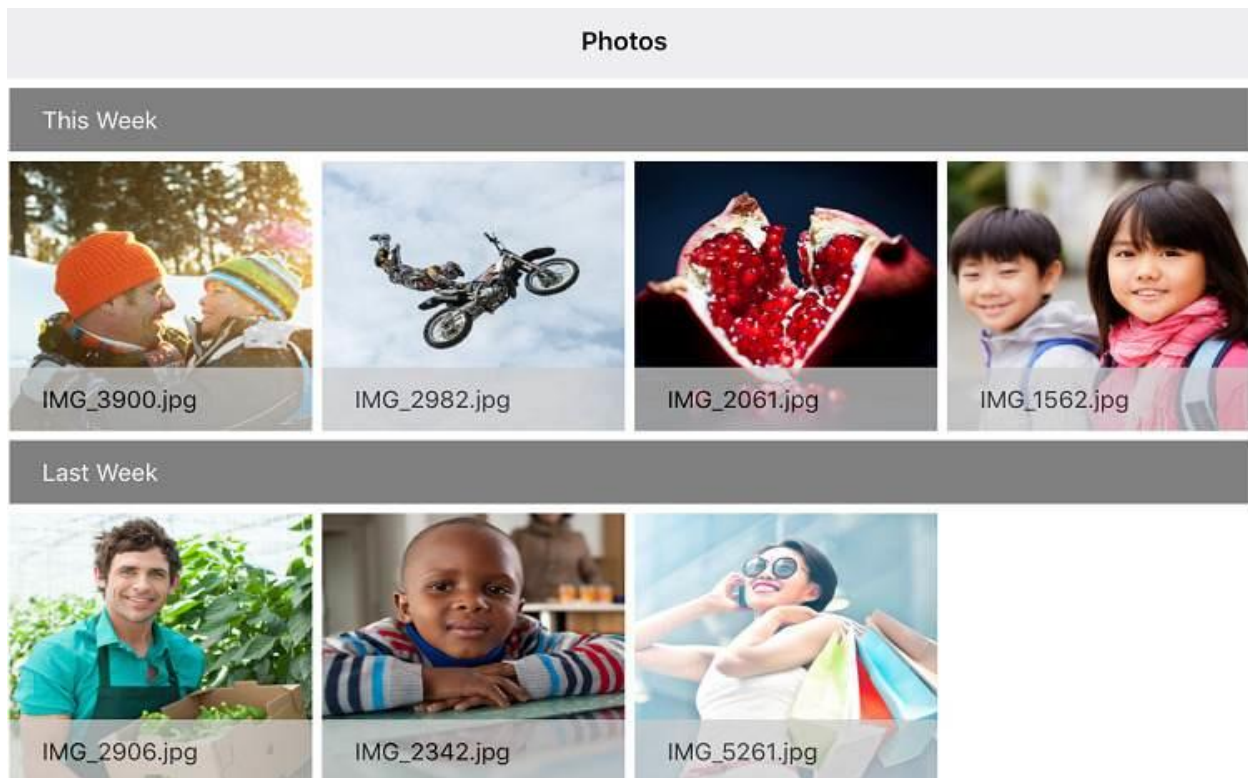 Photos
This Week
IMG_3900.jpg
IMG_2982.jpg
IMG_2061.jpg
IMG_1562.jpg
Last Week
IMG_2906.jpg
IMG_2342.jpg
IMG_5261.jpg